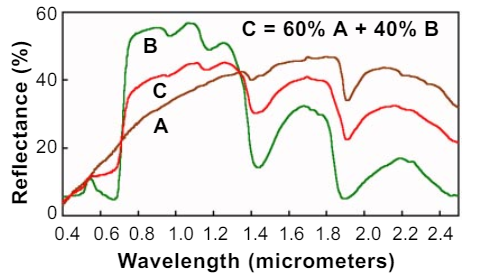 C = 60% A + 40% B
60
40
20
0
Reflectance (%)
B
C
A
0.4 0.6 0.8 1.0 1.2 1.4 1.6 1.8 2.0 2.2 2.4
Wavelength (micrometers)